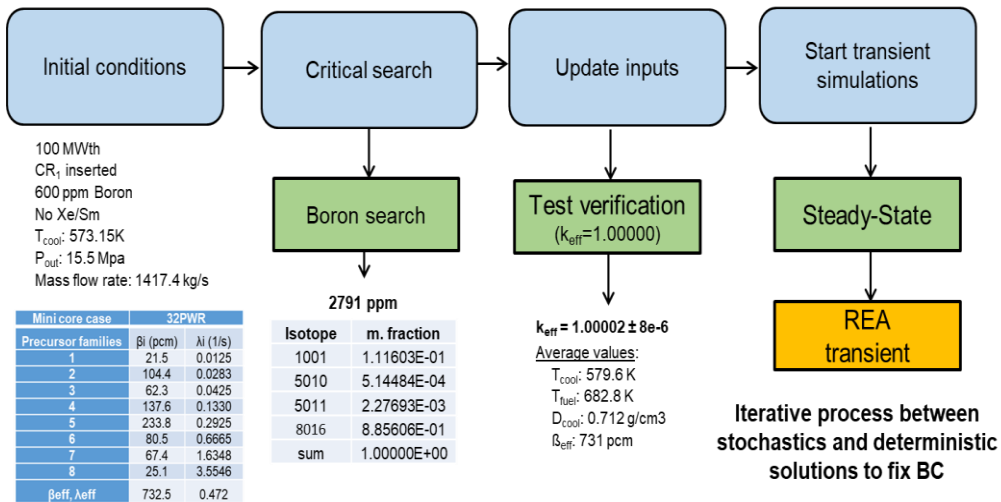 Initial conditions
Critical search
Update inputs
Start transient
simulations
100 MWth
CR₁ inserted
600 ppm Boron
No Xe/Sm
Tcool: 573.15K
Pout: 15.5 Mpa
Mass flow rate: 1417.4 kg/s
Mini core case 32PWR
Precursor families βi (pcm) λi (1/s)
1 21.5 0.0125
2 104.4 0.0283
3 62.3 0.0425
4 137.6 0.1330
5 233.8 0.2925
6 80.5 0.6665
7 67.4 1.6348
8 25.1 3.5546
βeff, λeff 732.5 0.472
Boron search
2791 ppm
Isotope m. fraction
1001 1.11603E-01
5010 5.14484E-04
5011 2.27693E-03
8016 8.85606E-01
sum 1.00000E+00
Test verification
(keff=1.00000)
keff = 1.00002 ± 8e-6
Average values:
Tcool: 579.6 K
Tfuel: 682.8 K
Dcool: 0.712 g/cm3
ßeff: 731 pcm
Steady-State
REA
transient
Iterative process between
stochastics and deterministic
solutions to fix BC